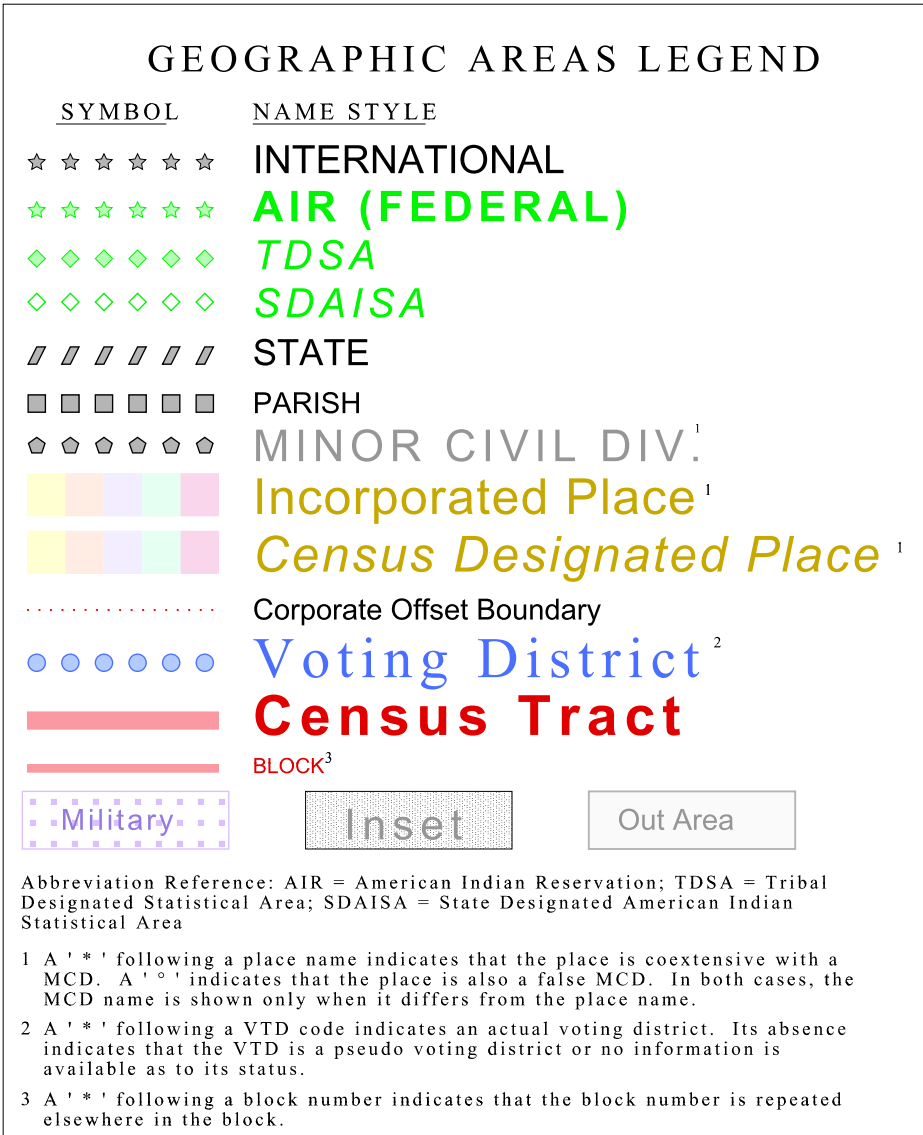 GEOGRAPHIC AREAS LEGEND
SYMBOL NAME STYLE
INTERNATIONAL
AIR (FEDERAL)
TDSA
SDAISA
STATE
PARISH
MINOR CIVIL DIV.¹
Incorporated Place ¹
Census Designated Place ¹
Corporate Offset Boundary
Voting District ²
Census Tract
BLOCK³
Military Inset Out Area
Abbreviation Reference: AIR = American Indian Reservation; TDSA = Tribal
Designated Statistical Area; SDAISA = State Designated American Indian
Statistical Area
1 A ' * ' following a place name indicates that the place is coextensive with a
MCD. A ' ° ' indicates that the place is also a false MCD. In both cases, the
MCD name is shown only when it differs from the place name.
2 A ' * ' following a VTD code indicates an actual voting district. Its absence
indicates that the VTD is a pseudo voting district or no information is
available as to its status.
3 A ' * ' following a block number indicates that the block number is repeated
elsewhere in the block.